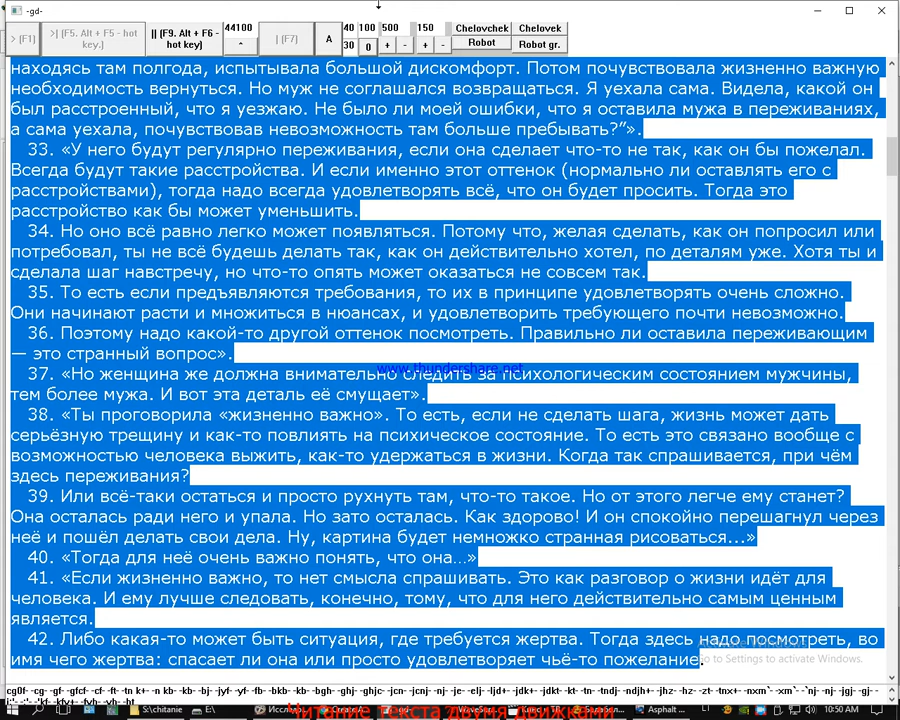 -gd-
> [F1]
>| [F5. Alt + F5 - hot key.]
|| (F9. Alt + F6 - hot key)
44100
^
| [F7]
A
40 100 500 150
30 0 + - + -
Chelovchek Chelovek
Robot Robot gr.
находясь там полгода, испытывала большой дискомфорт. Потом почувствовала жизненно важную
необходимость вернуться. Но муж не соглашался возвращаться. Я уехала сама. Видела, какой он
был расстроенный, что я уезжаю. Не было ли моей ошибки, что я оставила мужа в переживаниях,
а сама уехала, почувствовав невозможность там больше пребывать?”».
33. «У него будут регулярно переживания, если она сделает что-то не так, как он бы пожелал.
Всегда будут такие расстройства. И если именно этот оттенок (нормально ли оставлять его с
расстройствами), тогда надо всегда удовлетворять всё, что он будет просить. Тогда это
расстройство как бы может уменьшить.
34. Но оно всё равно легко может появляться. Потому что, желая сделать, как он попросил или
потребовал, ты не всё будешь делать так, как он действительно хотел, по деталям уже. Хотя ты и
сделала шаг навстречу, но что-то опять может оказаться не совсем так.
35. То есть если предъявляются требования, то их в принципе удовлетворять очень сложно.
Они начинают расти и множиться в нюансах, и удовлетворить требующего почти невозможно.
36. Поэтому надо какой-то другой оттенок посмотреть. Правильно ли оставила переживающим
— это странный вопрос».
www.thundershare.net
37. «Но женщина же должна внимательно следить за психологическим состоянием мужчины,
тем более мужа. И вот эта деталь её смущает».
38. «Ты проговорила «жизненно важно». То есть, если не сделать шага, жизнь может дать
серьёзную трещину и как-то повлиять на психическое состояние. То есть это связано вообще с
возможностью человека выжить, как-то удержаться в жизни. Когда так спрашивается, при чём
здесь переживания?
39. Или всё-таки остаться и просто рухнуть там, что-то такое. Но от этого легче ему станет?
Она осталась ради него и упала. Но зато осталась. Как здорово! И он спокойно перешагнул через
неё и пошёл делать свои дела. Ну, картина будет немножко странная рисоваться...»
40. «Тогда для неё очень важно понять, что она...»
41. «Если жизненно важно, то нет смысла спрашивать. Это как разговор о жизни идёт для
человека. И ему лучше следовать, конечно, тому, что для него действительно самым ценным
является.
42. Либо какая-то может быть ситуация, где требуется жертва. Тогда здесь надо посмотреть, во
имя чего жертва: спасает ли она или просто удовлетворяет чьё-то пожелание.
Go to Settings to activate Windows.
S:\chitanie
E:\
10:50 AM
Читание текста двумя движками